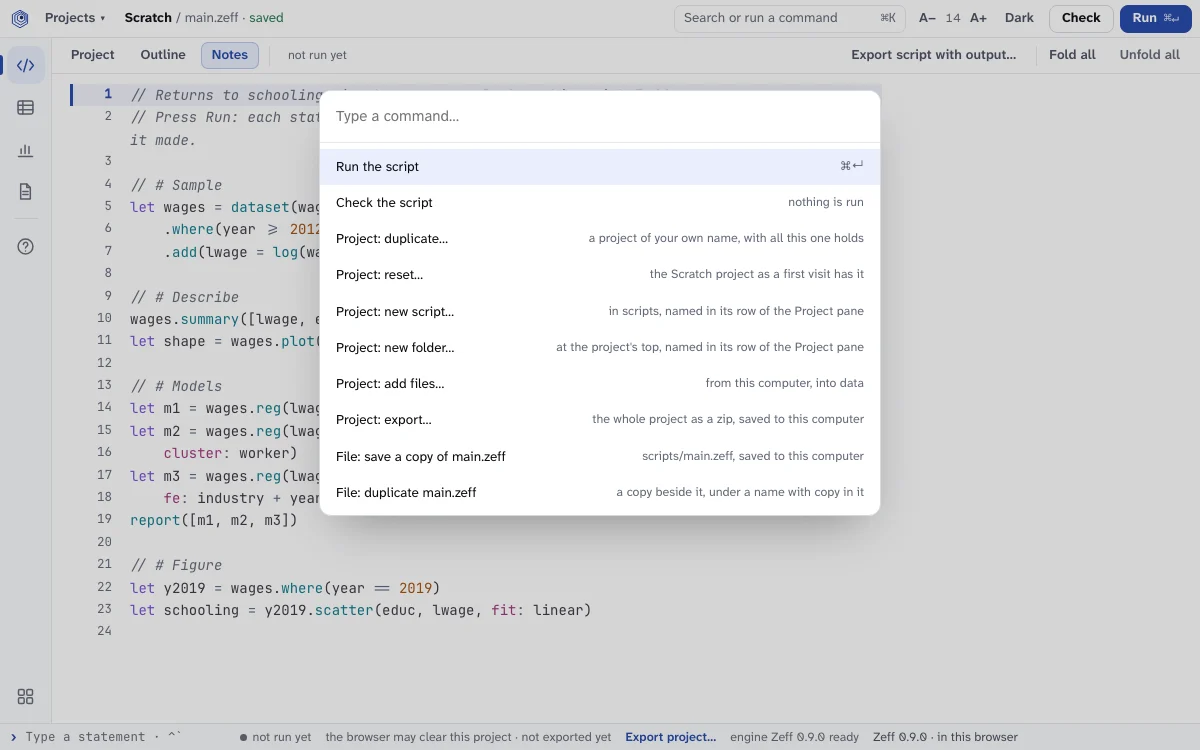 Projects ▾ Scratch / main.zeff · saved Search or run a command ⌘K A– 14 A+ Dark Check Run ⌘↵
Project Outline Notes not run yet Export script with output... Fold all Unfold all
1 // Returns to schooling
2 // Press Run: each stat
it made.
3
4 // # Sample
5 let wages = dataset(wag
6 .where(year ⩾ 2012
7 .add(lwage = log(wa
8
9 // # Describe
10 wages.summary([lwage, e
11 let shape = wages.plot(
12
13 // # Models
14 let m1 = wages.reg(lwag
15 let m2 = wages.reg(lwag
16 cluster: worker)
17 let m3 = wages.reg(lwag
18 fe: industry + year
19 report([m1, m2, m3])
20
21 // # Figure
22 let y2019 = wages.where(year == 2019)
23 let schooling = y2019.scatter(educ, lwage, fit: linear)
24
Type a command...
Run the script ⌘↵
Check the script nothing is run
Project: duplicate... a project of your own name, with all this one holds
Project: reset... the Scratch project as a first visit has it
Project: new script... in scripts, named in its row of the Project pane
Project: new folder... at the project's top, named in its row of the Project pane
Project: add files... from this computer, into data
Project: export... the whole project as a zip, saved to this computer
File: save a copy of main.zeff scripts/main.zeff, saved to this computer
File: duplicate main.zeff a copy beside it, under a name with copy in it
› Type a statement · ^` ● not run yet the browser may clear this project · not exported yet Export project... engine Zeff 0.9.0 ready Zeff 0.9.0 · in this browser